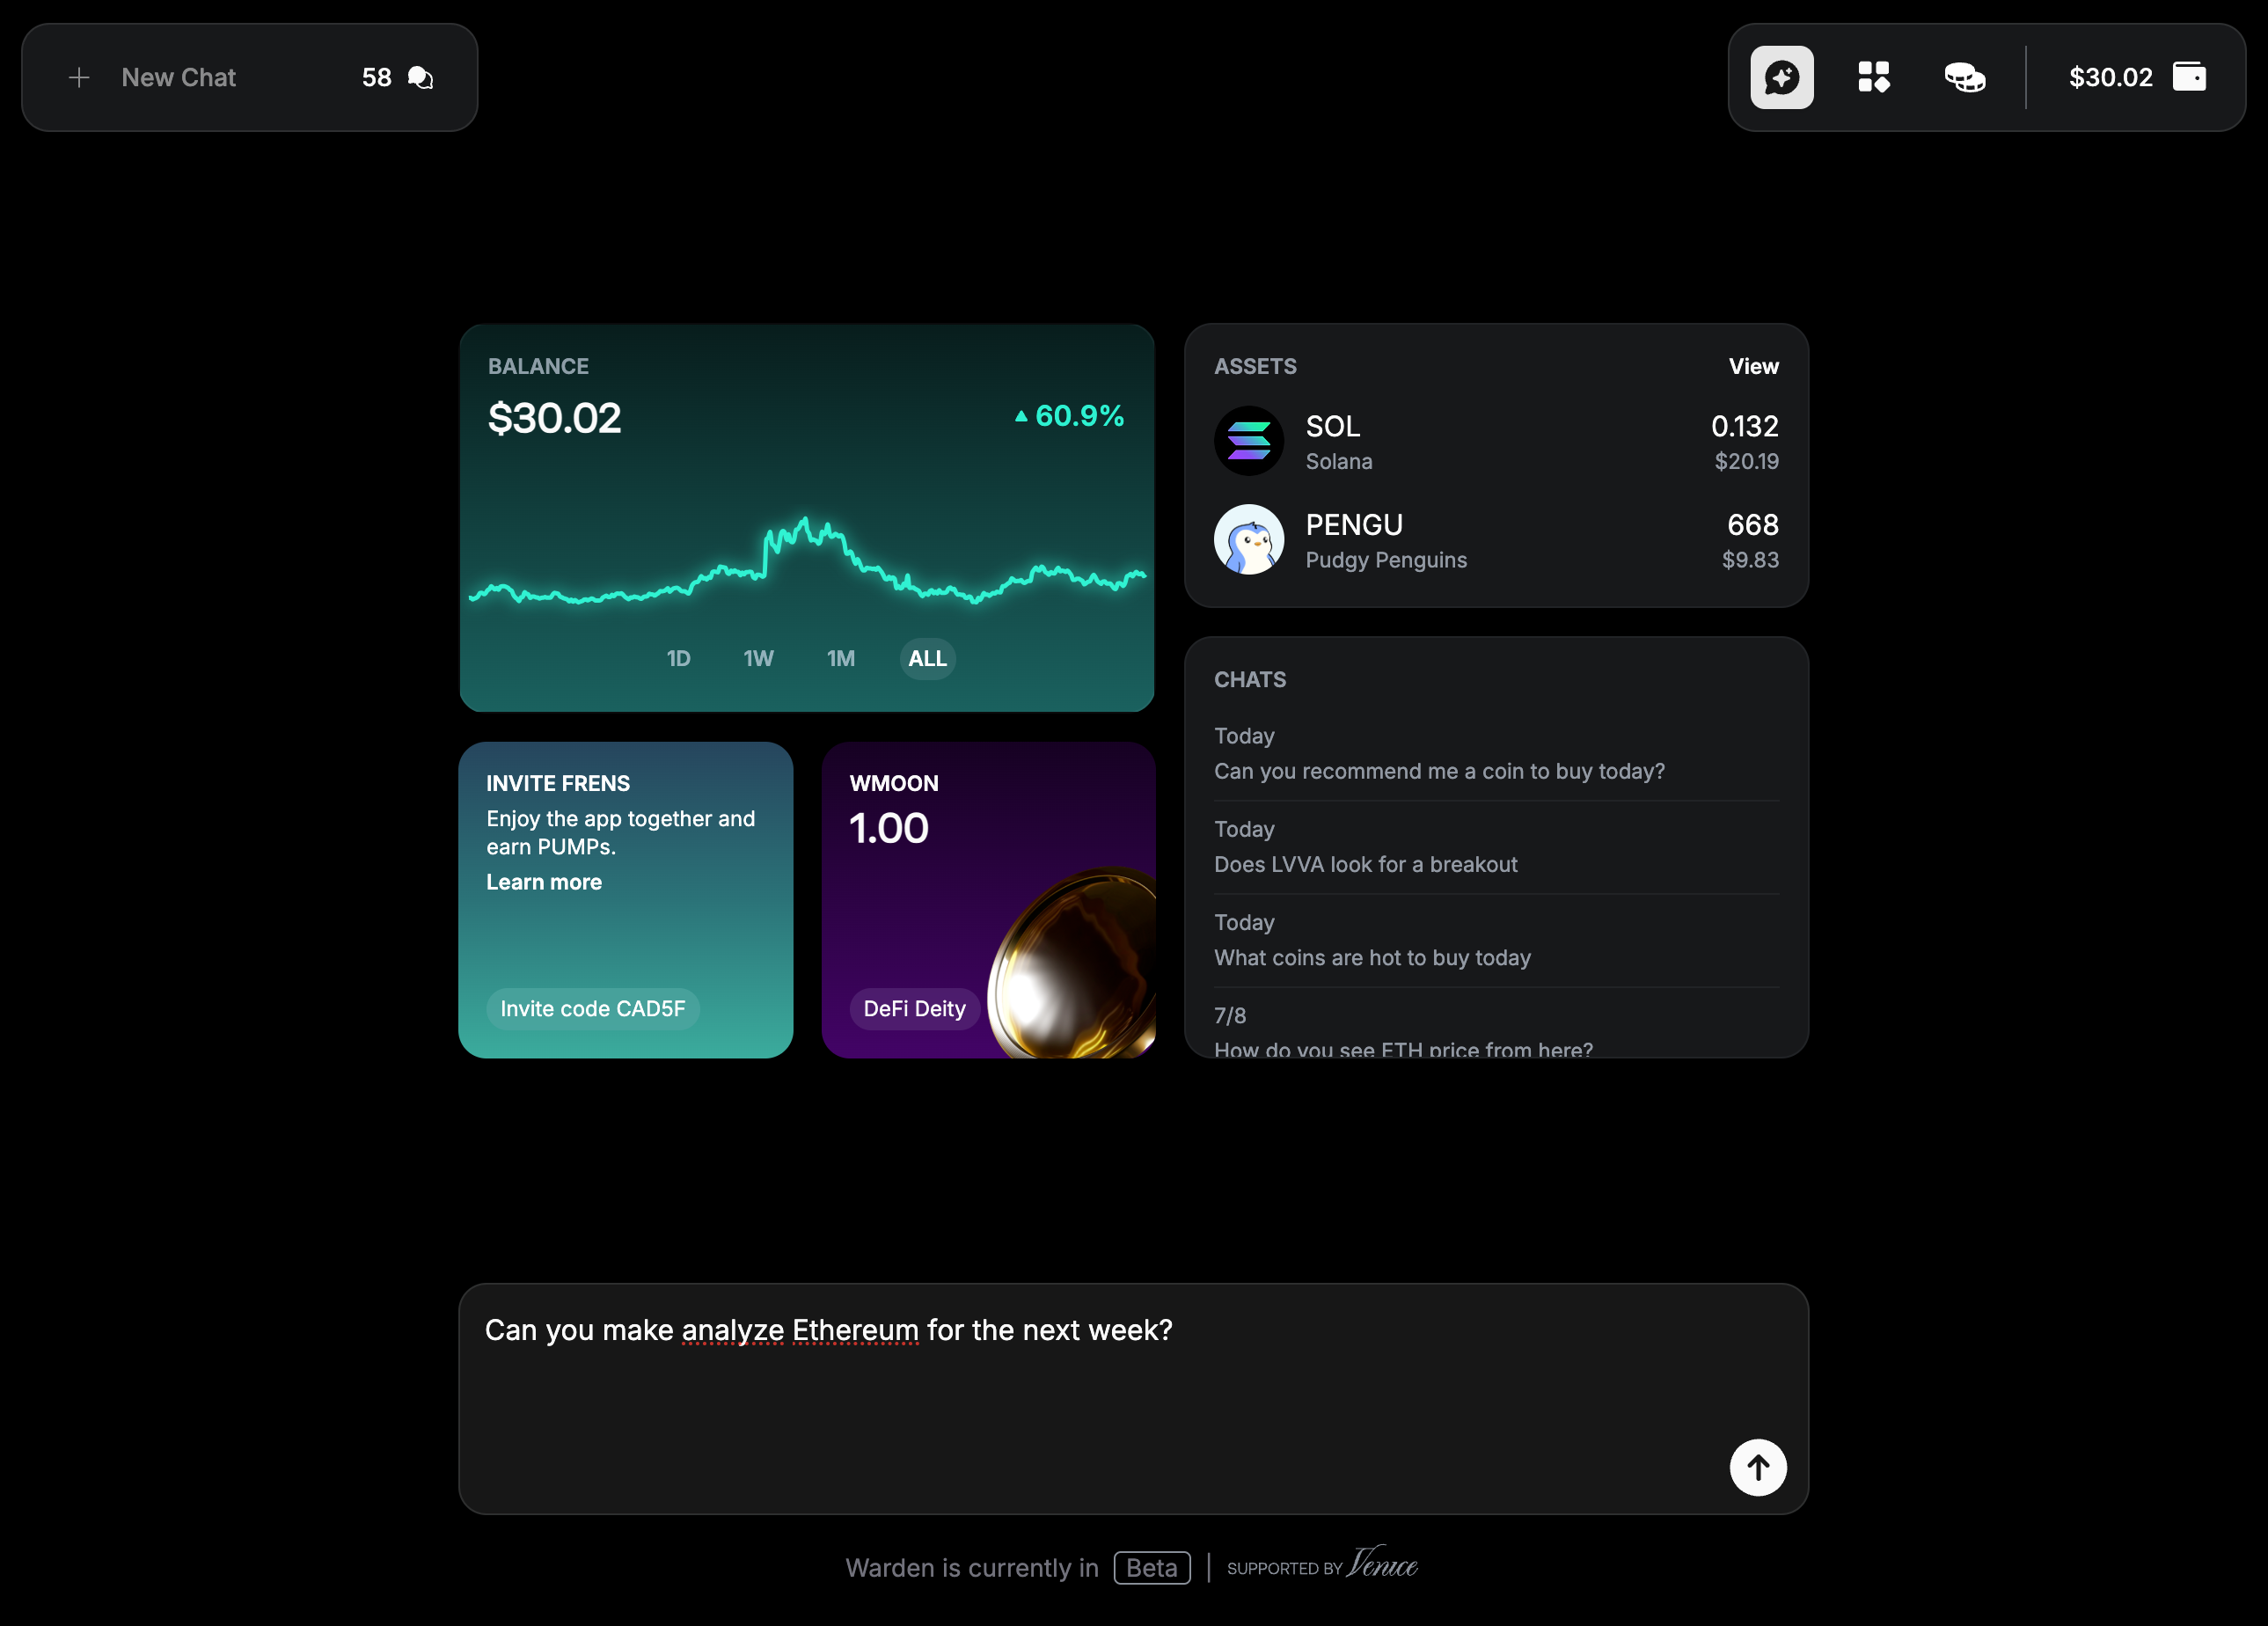 New Chat
58
$30.02
BALANCE
$30.02
60.9%
1D
1W
1M
ALL
ASSETS
View
SOL
0.132
Solana
$20.19
PENGU
668
Pudgy Penguins
$9.83
INVITE FRENS
Enjoy the app together and
earn PUMPs.
Learn more
Invite code CAD5F
WMOON
1.00
DeFi Deity
CHATS
Today
Can you recommend me a coin to buy today?
Today
Does LVVA look for a breakout
Today
What coins are hot to buy today
7/8
How do you see ETH price from here?
Can you make analyze Ethereum for the next week?
Warden is currently in Beta | SUPPORTED BY Venice